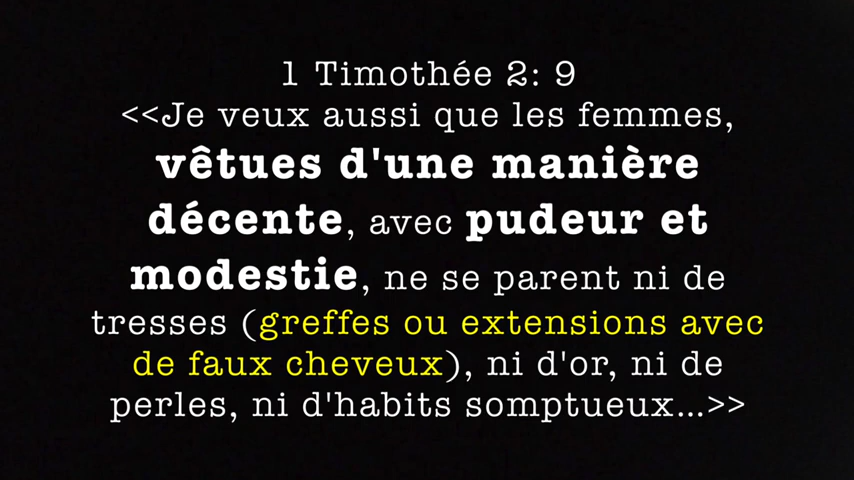 1 Timothée 2: 9
<<Je veux aussi que les femmes,
vêtues d'une manière
décente, avec pudeur et
modestie, ne se parent ni de
tresses (greffes ou extensions avec
de faux cheveux), ni d'or, ni de
perles, ni d'habits somptueux...>>